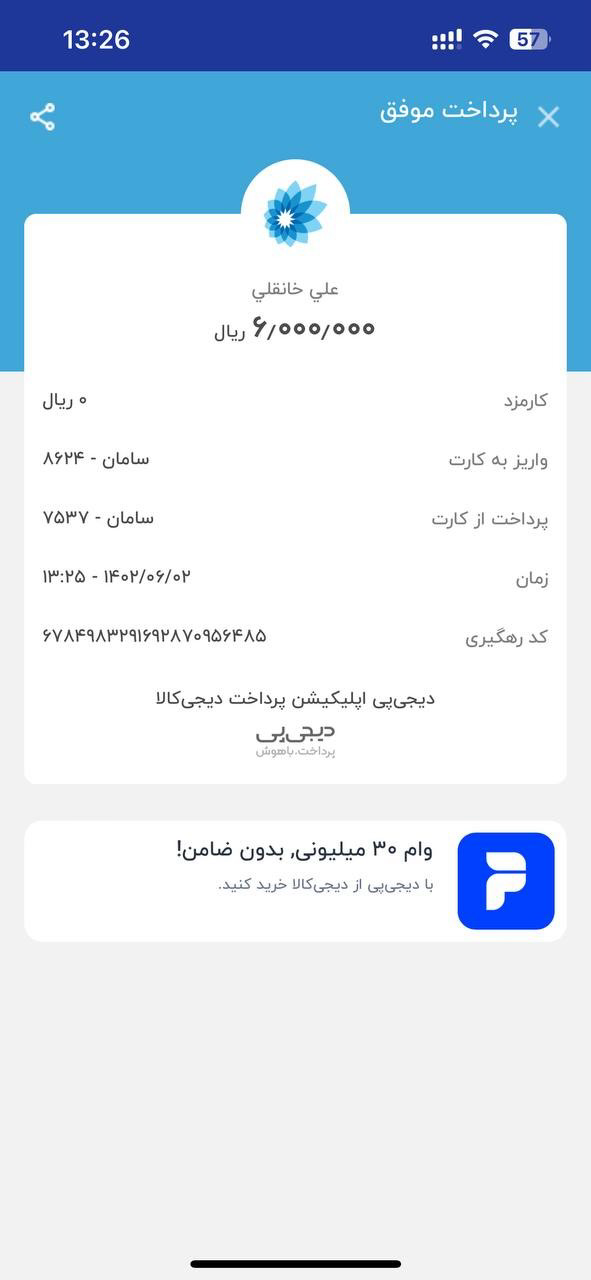 13:26
57
پرداخت موفق
علي خانقلي
۶/۰۰۰/۰۰۰ ریال
کارمزد ۰ ریال
واریز به کارت سامان - ۸۶۲۴
پرداخت از کارت سامان - ۷۵۳۷
زمان ۱۴۰۲/۰۶/۰۲ - ۱۳:۲۵
کد رهگیری ۶۷۸۴۹۸۳۲۹۱۶۹۲۸۷۰۹۵۶۴۸۵
دیجی‌پی اپلیکیشن پرداخت دیجی‌کالا
دیجی‌پی
پرداخت.باهوش
وام ۳۰ میلیونی, بدون ضامن!
با دیجی‌پی از دیجی‌کالا خرید کنید.